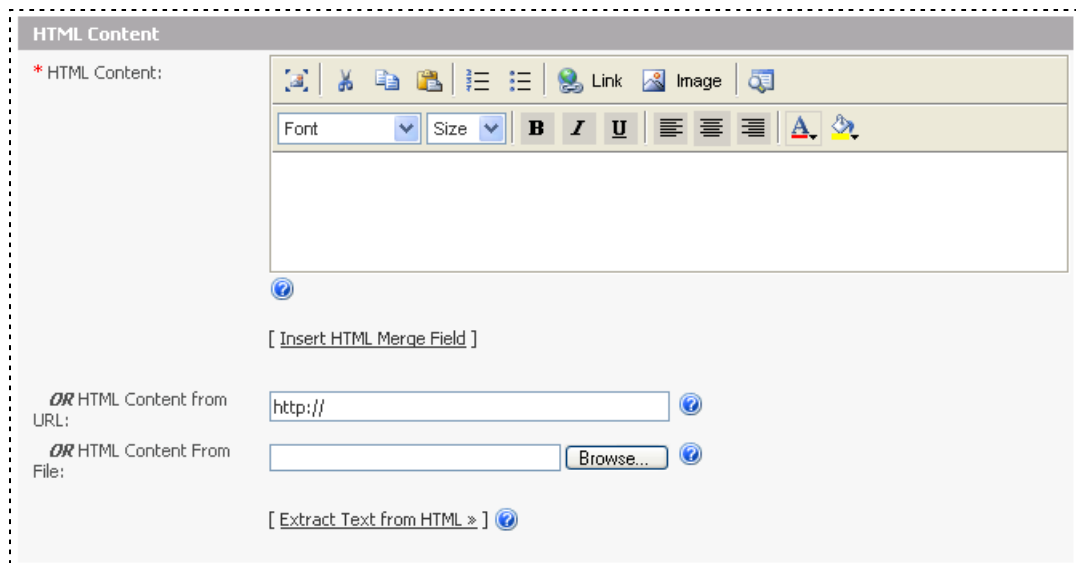 HTML Content
* HTML Content:
Link Image
Font Size B I U A
[ Insert HTML Merge Field ]
OR HTML Content from
URL:
http://
OR HTML Content From
File:
Browse...
[ Extract Text from HTML » ]